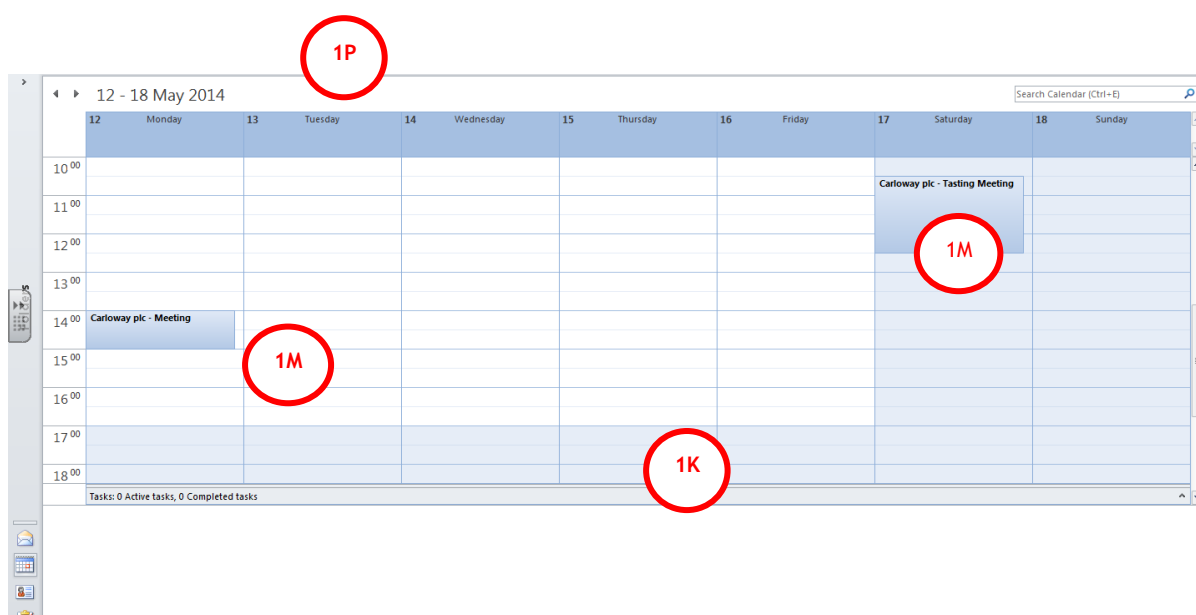 1P
12 - 18 May 2014
Search Calendar (Ctrl+E)
12 Monday 13 Tuesday 14 Wednesday 15 Thursday 16 Friday 17 Saturday 18 Sunday
10 00
Carloway plc - Tasting Meeting
11 00
12 00
1M
13 00
14 00 Carloway plc - Meeting
15 00
1M
16 00
17 00
1K
18 00
Tasks: 0 Active tasks, 0 Completed tasks